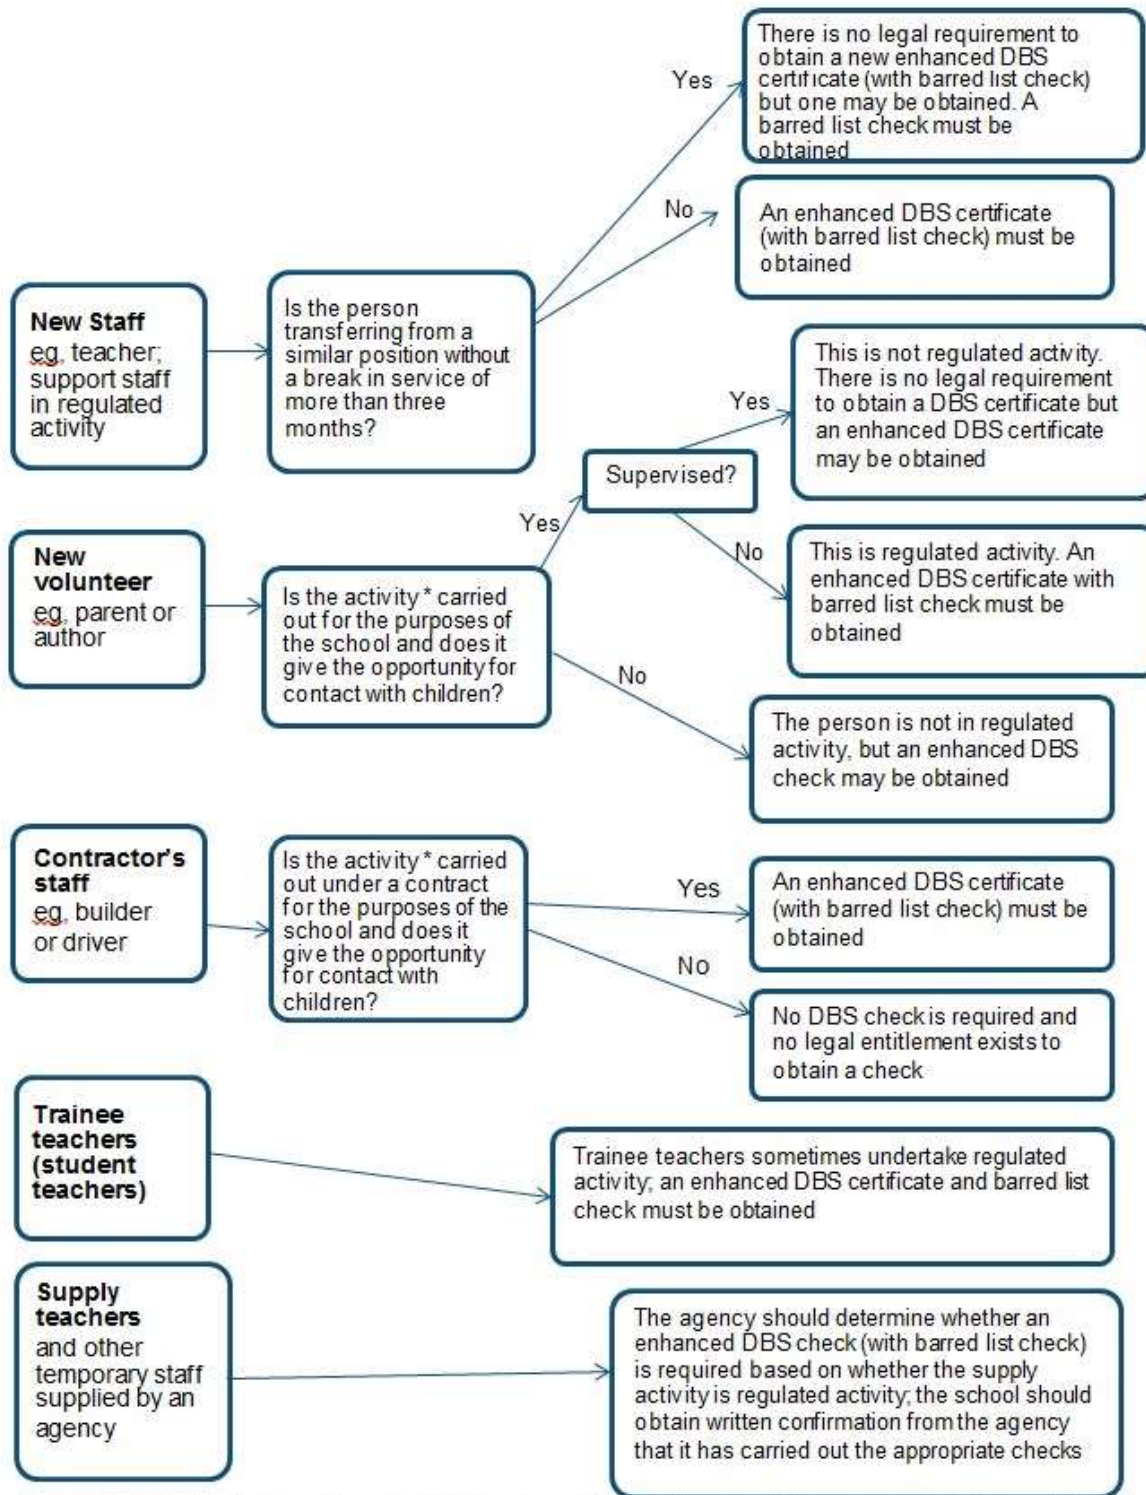 There is no legal requirement to
obtain a new enhanced DBS
certificate (with barred list check)
but one may be obtained. A
barred list check must be
obtained
Yes
No
An enhanced DBS certificate
(with barred list check) must be
obtained
New Staff
eg, teacher;
support staff
in regulated
activity
Is the person
transferring from a
similar position without
a break in service of
more than three
months?
This is not regulated activity.
There is no legal requirement
to obtain a DBS certificate but
an enhanced DBS certificate
may be obtained
Yes
Supervised?
Yes
No
This is regulated activity. An
enhanced DBS certificate with
barred list check must be
obtained
New
volunteer
eg, parent or
author
Is the activity * carried
out for the purposes of
the school and does it
give the opportunity for
contact with children?
No
The person is not in regulated
activity, but an enhanced DBS
check may be obtained
Contractor's
staff
eg, builder
or driver
Is the activity * carried
out under a contract
for the purposes of the
school and does it
give the opportunity
for contact with
children?
Yes
An enhanced DBS certificate
(with barred list check) must be
obtained
No
No DBS check is required and
no legal entitlement exists to
obtain a check
Trainee
teachers
(student
teachers)
Trainee teachers sometimes undertake regulated
activity; an enhanced DBS certificate and barred list
check must be obtained
Supply
teachers
and other
temporary staff
supplied by an
agency
The agency should determine whether an
enhanced DBS check (with barred list check)
is required based on whether the supply
activity is regulated activity; the school should
obtain written confirmation from the agency
that it has carried out the appropriate checks